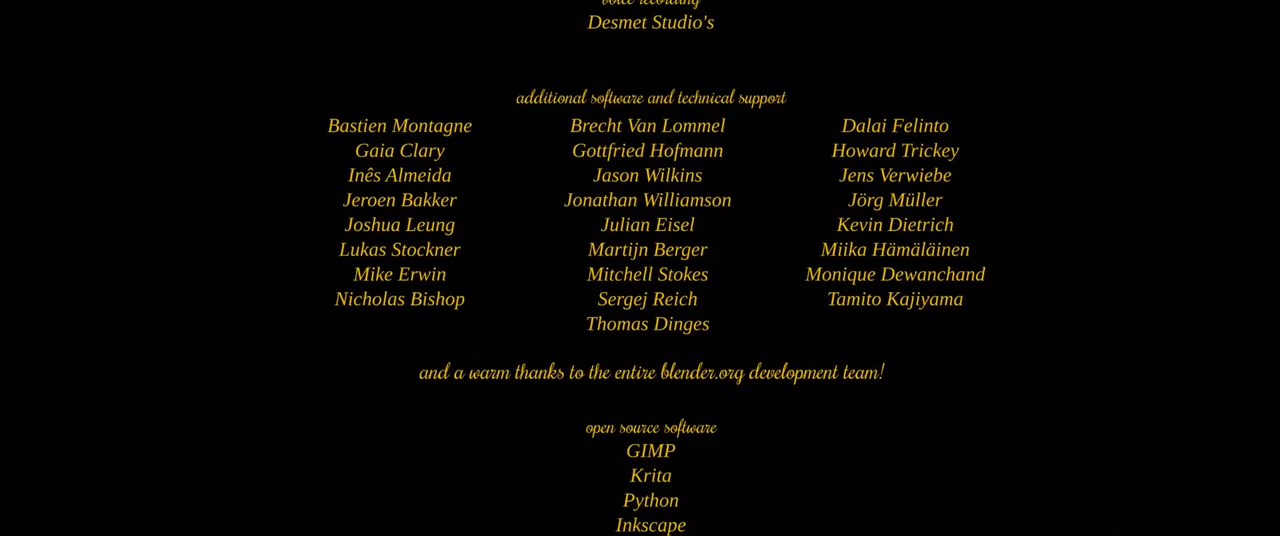 voice recording
Desmet Studio's
additional software and technical support
Bastien Montagne Brecht Van Lommel Dalai Felinto
Gaia Clary Gottfried Hofmann Howard Trickey
Inês Almeida Jason Wilkins Jens Verwiebe
Jeroen Bakker Jonathan Williamson Jörg Müller
Joshua Leung Julian Eisel Kevin Dietrich
Lukas Stockner Martijn Berger Miika Hämäläinen
Mike Erwin Mitchell Stokes Monique Dewanchand
Nicholas Bishop Sergej Reich Tamito Kajiyama
Thomas Dinges
and a warm thanks to the entire blender.org development team!
open source software
GIMP
Krita
Python
Inkscape